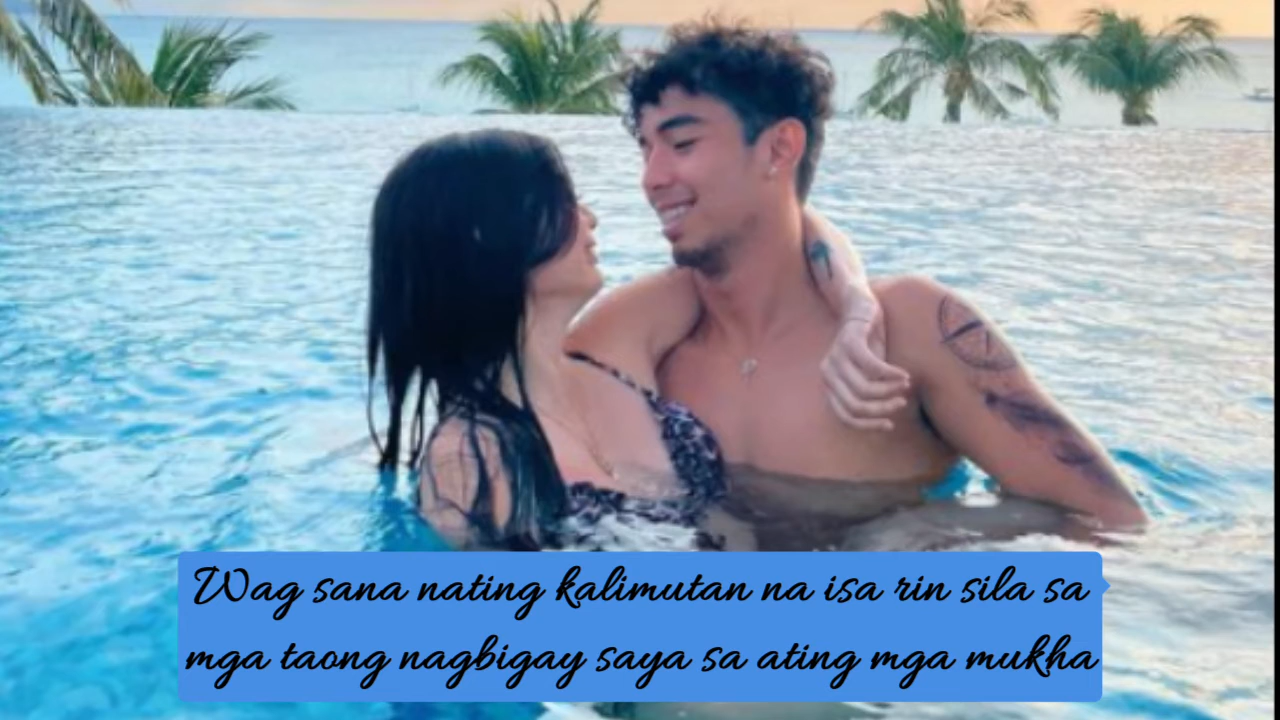 Wag sana nating kalimutan na isa rin sila sa
mga taong nagbigay saya sa ating mga mukha